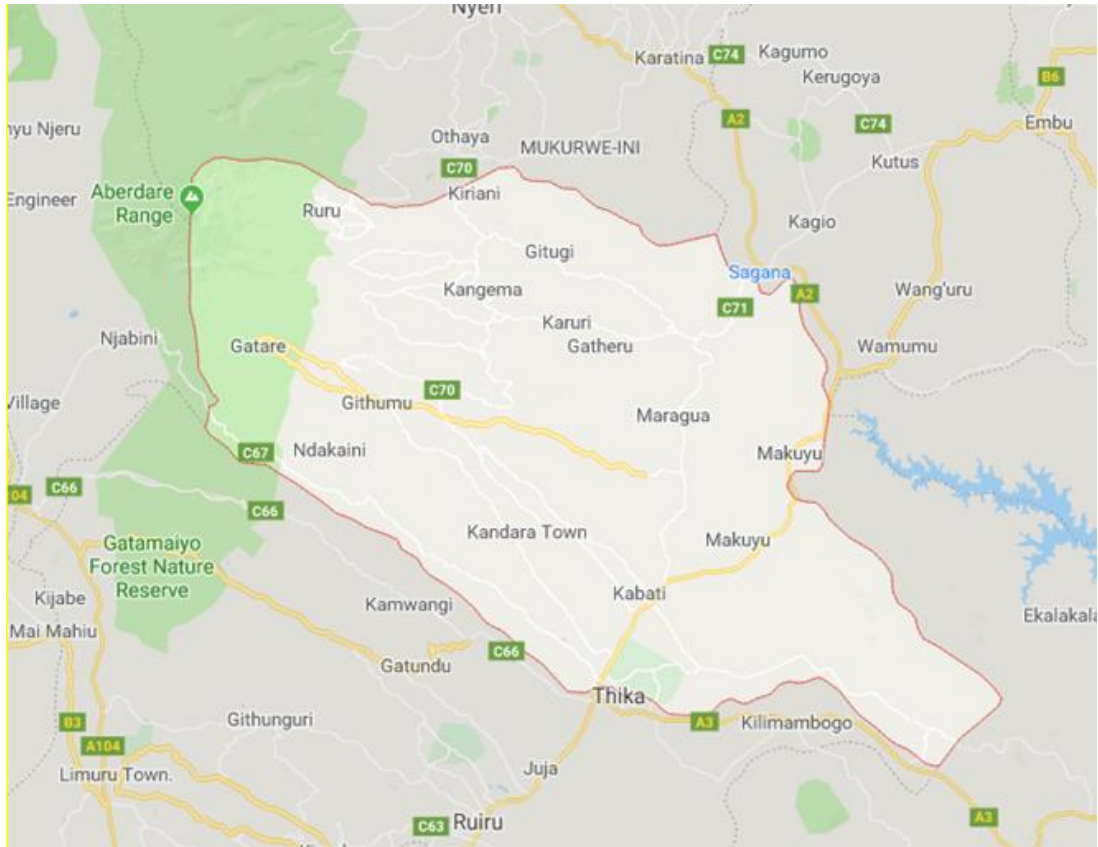 Nyeri
Karatina
C74
Kagumo
Kerugoya
B6
A2
C74
Embu
nyu Njeru
Othaya
MUKURWE-INI
Kutus
C70
Aberdare
Range
Engineer
Kiriani
Ruru
Kagio
Gitugi
Sagana
Kangema
A2
Wang'uru
C71
Karuri
Njabini
Gatare
Gatheru
Wamumu
C70
Village
Githumu
Maragua
C67
Ndakaini
Makuyu
C66
04
C66
Kandara Town
Makuyu
Gatamaiyo
Forest Nature
Reserve
Kijabe
Kamwangi
Kabati
Ekalakala
Mai Mahiu
C66
Gatundu
Thika
Githunguri
B3
A3
Kilimambogo
A104
Limuru Town.
Juja
C63
Ruiru
A3